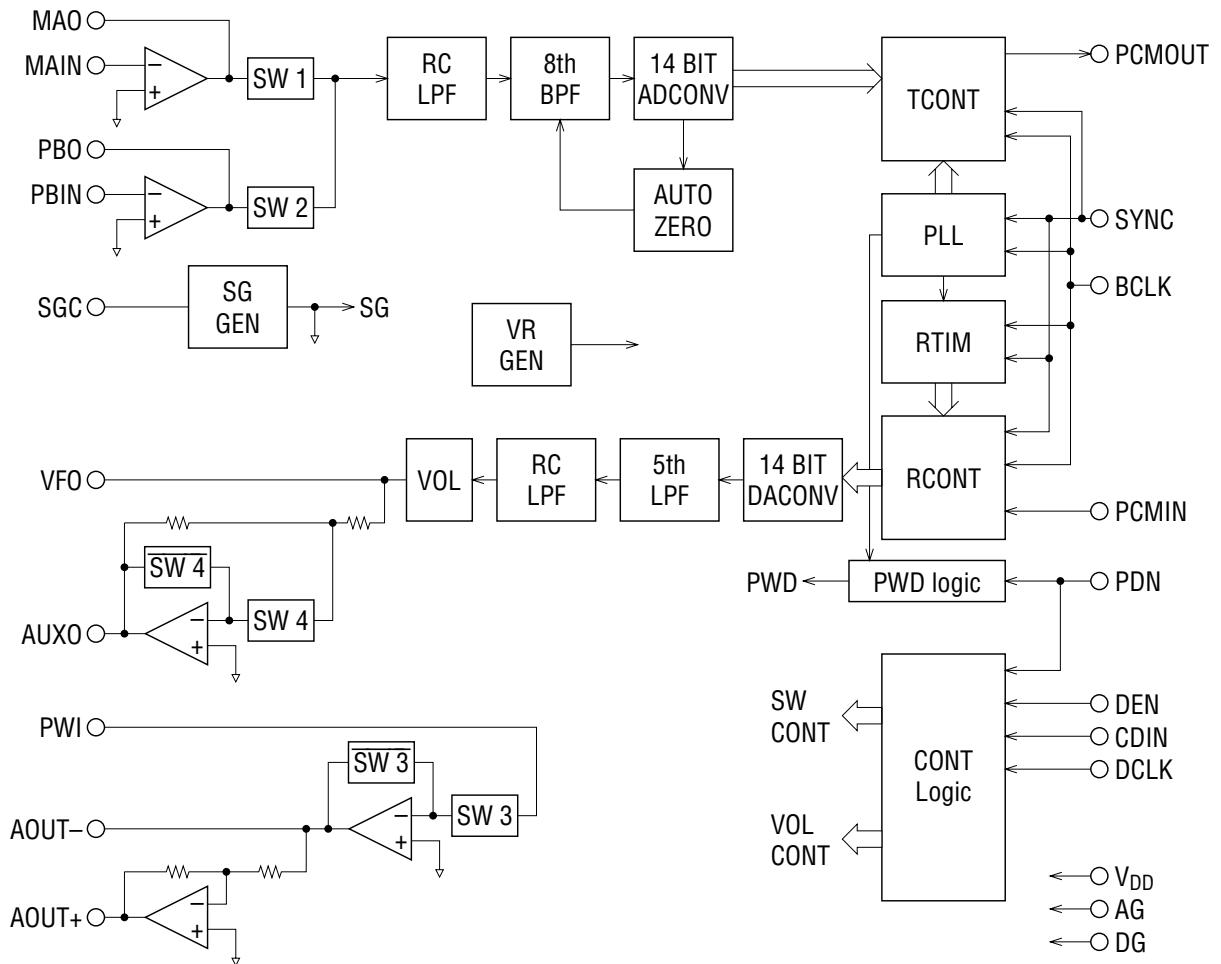 MAO
MAIN
−
+
SW 1
RC
LPF
8th
BPF
14 BIT
ADCONV
TCONT
PCMOUT
PBO
PBIN
−
+
SW 2
AUTO
ZERO
PLL
SYNC
SGC
SG
GEN
SG
VR
GEN
BCLK
RTIM
VFO
VOL
RC
LPF
5th
LPF
14 BIT
DACONV
RCONT
PCMIN
SW 4
PWD
PWD logic
PDN
AUXO
−
+
SW 4
PWI
SW
CONT
DEN
CDIN
DCLK
CONT
Logic
SW 3
AOUT−
−
+
SW 3
VOL
CONT
AOUT+
−
+
VDD
AG
DG